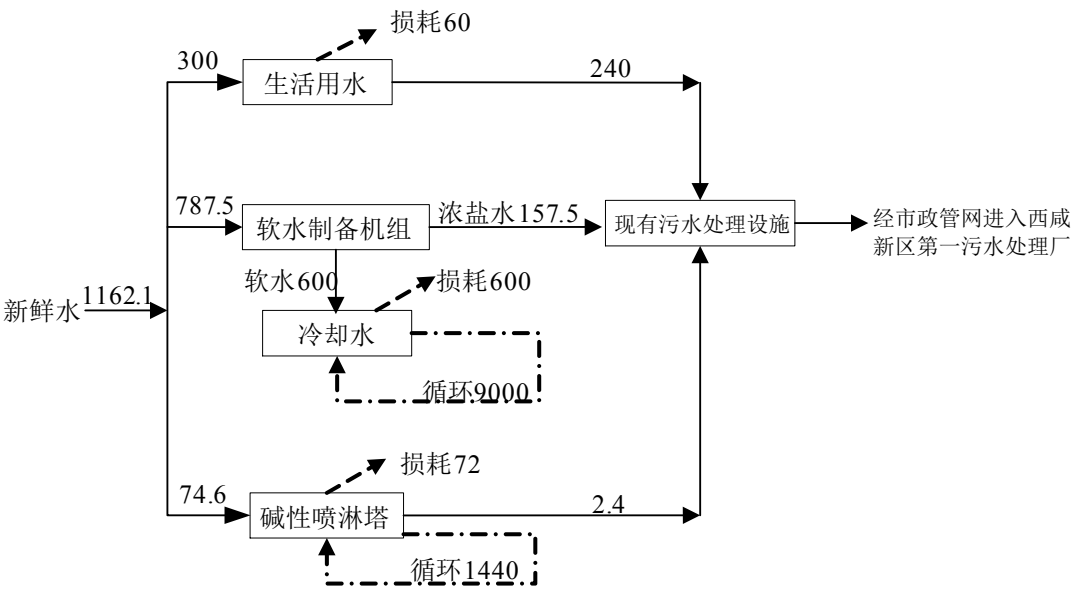 损耗60
300
生活用水
240
787.5
软水制备机组
浓盐水157.5
现有污水处理设施
经市政管网进入西咸
新区第一污水处理厂
软水600
损耗600
新鲜水
1162.1
冷却水
循环9000
损耗72
74.6
碱性喷淋塔
2.4
循环1440